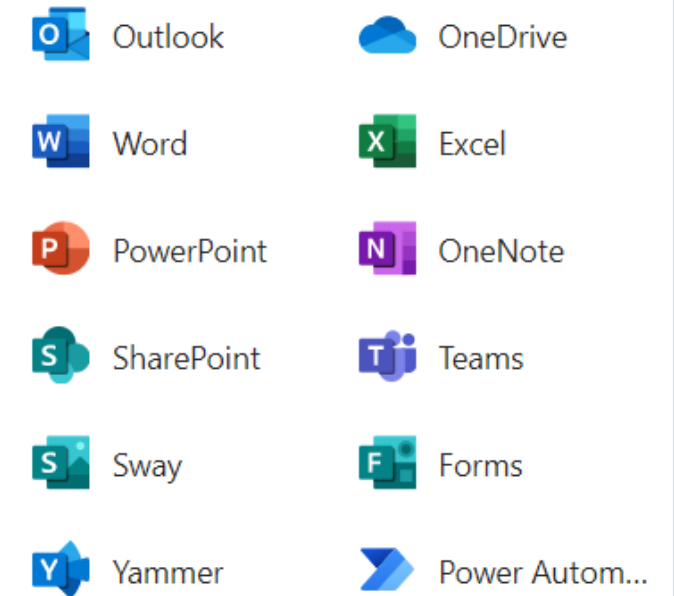 Outlook OneDrive
Word Excel
PowerPoint OneNote
SharePoint Teams
Sway Forms
Yammer Power Autom...